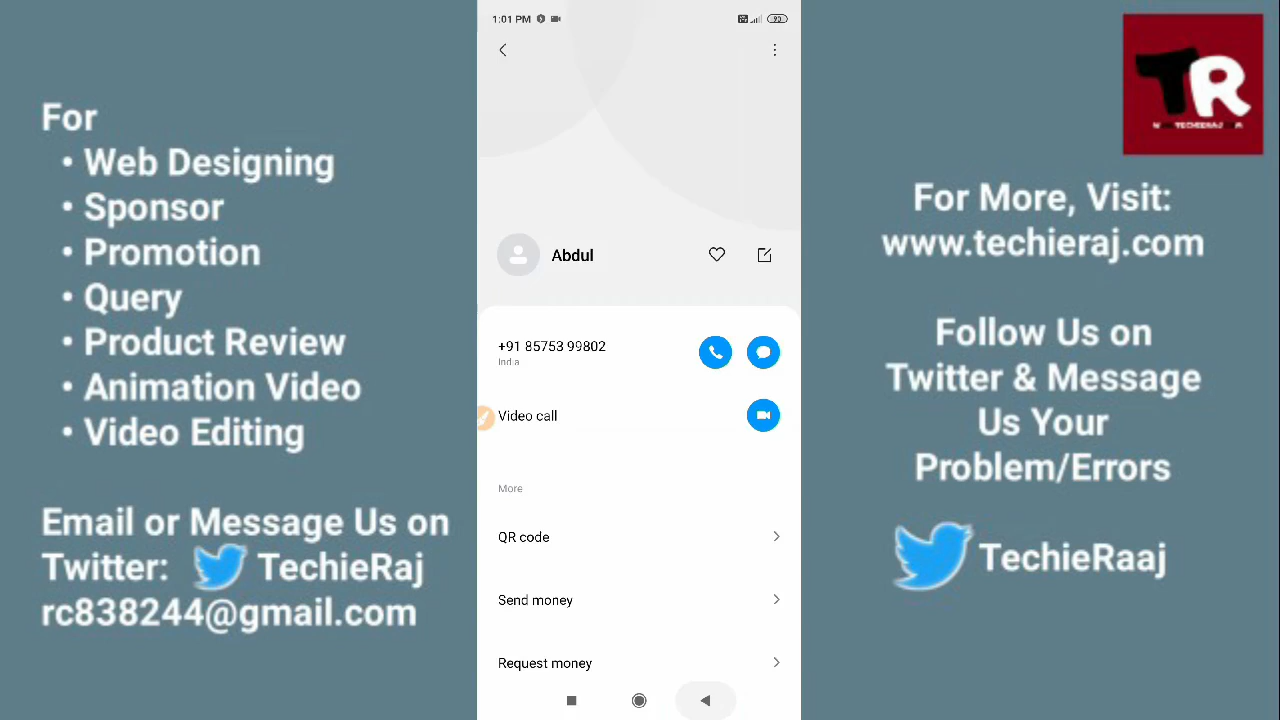 For
• Web Designing
• Sponsor
• Promotion
• Query
• Product Review
• Animation Video
• Video Editing
Email or Message Us on
Twitter: TechieRaj
rc838244@gmail.com
1:01 PM
90
Abdul
+91 85753 99802
India
Video call
More
QR code
Send money
Request money
TR
For More, Visit:
www.techieraj.com
Follow Us on
Twitter & Message
Us Your
Problem/Errors
TechieRaaj